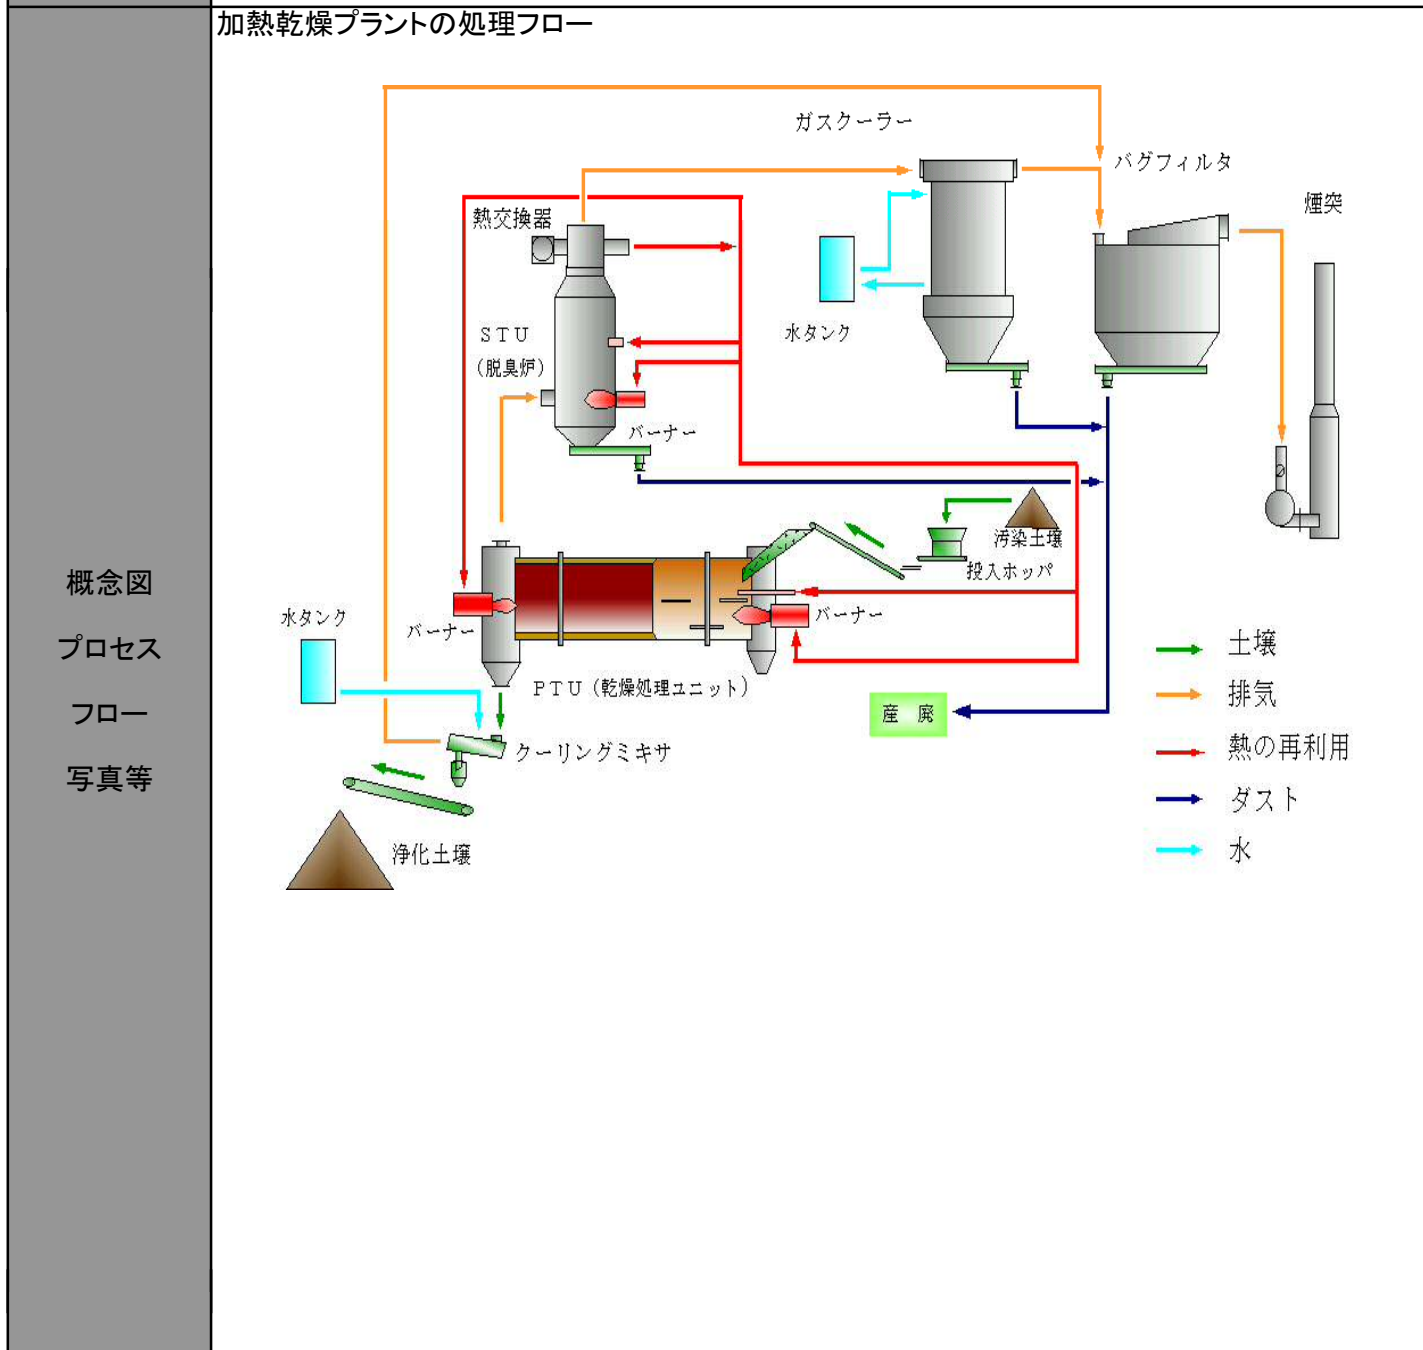 加熱乾燥プラントの処理フロー
ガスクーラー
バグフィルタ
煙突
熱交換器
水タンク
STU
(脱臭炉)
バーナー
汚染土壌
投入ホッパ
水タンク
バーナー
バーナー
PTU(乾燥処理ユニット)
産 廃
クーリングミキサ
浄化土壌
土壌
排気
熱の再利用
ダスト
水
概念図
プロセス
フロー
写真等